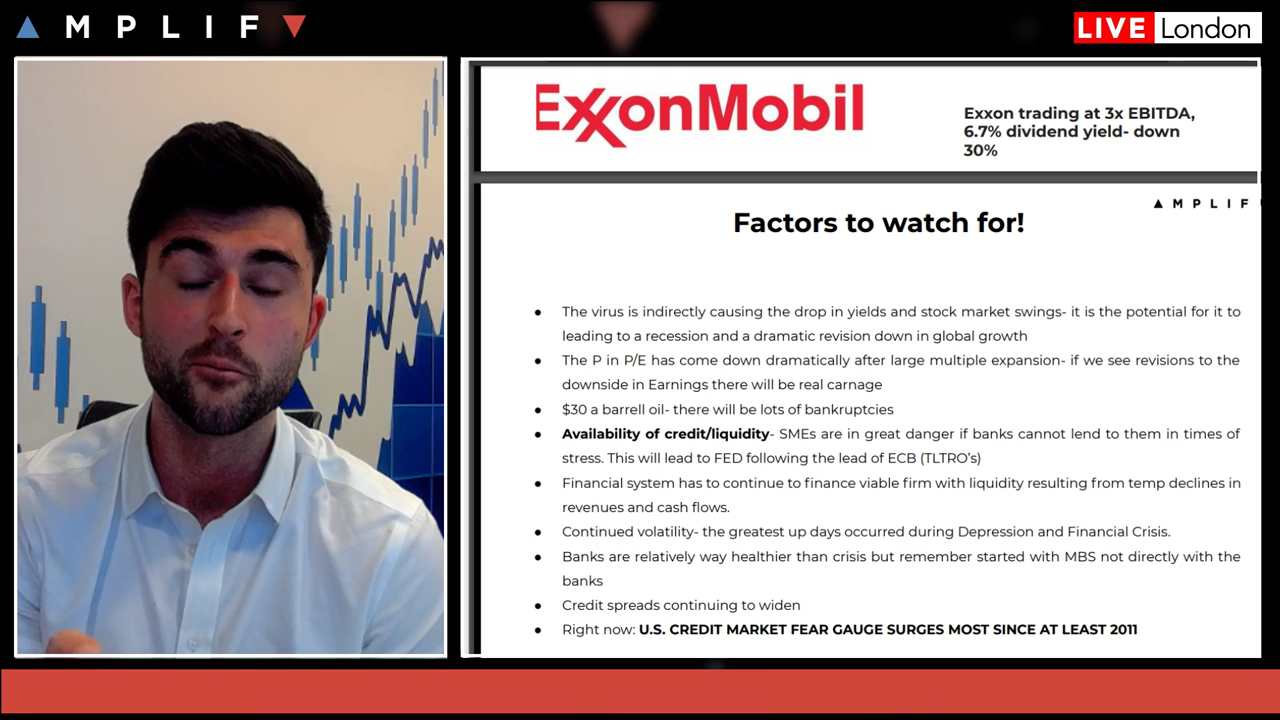 AMPLIF
LIVE London
ExxonMobil
Exxon trading at 3x EBITDA,
6.7% dividend yield- down
30%
AMPLIF
Factors to watch for!
● The virus is indirectly causing the drop in yields and stock market swings- it is the potential for it to
leading to a recession and a dramatic revision down in global growth
● The P in P/E has come down dramatically after large multiple expansion- if we see revisions to the
downside in Earnings there will be real carnage
● $30 a barrell oil- there will be lots of bankruptcies
● Availability of credit/liquidity- SMEs are in great danger if banks cannot lend to them in times of
stress. This will lead to FED following the lead of ECB (TLTRO’s)
● Financial system has to continue to finance viable firm with liquidity resulting from temp declines in
revenues and cash flows.
● Continued volatility- the greatest up days occurred during Depression and Financial Crisis.
● Banks are relatively way healthier than crisis but remember started with MBS not directly with the
banks
● Credit spreads continuing to widen
● Right now: U.S. CREDIT MARKET FEAR GAUGE SURGES MOST SINCE AT LEAST 2011